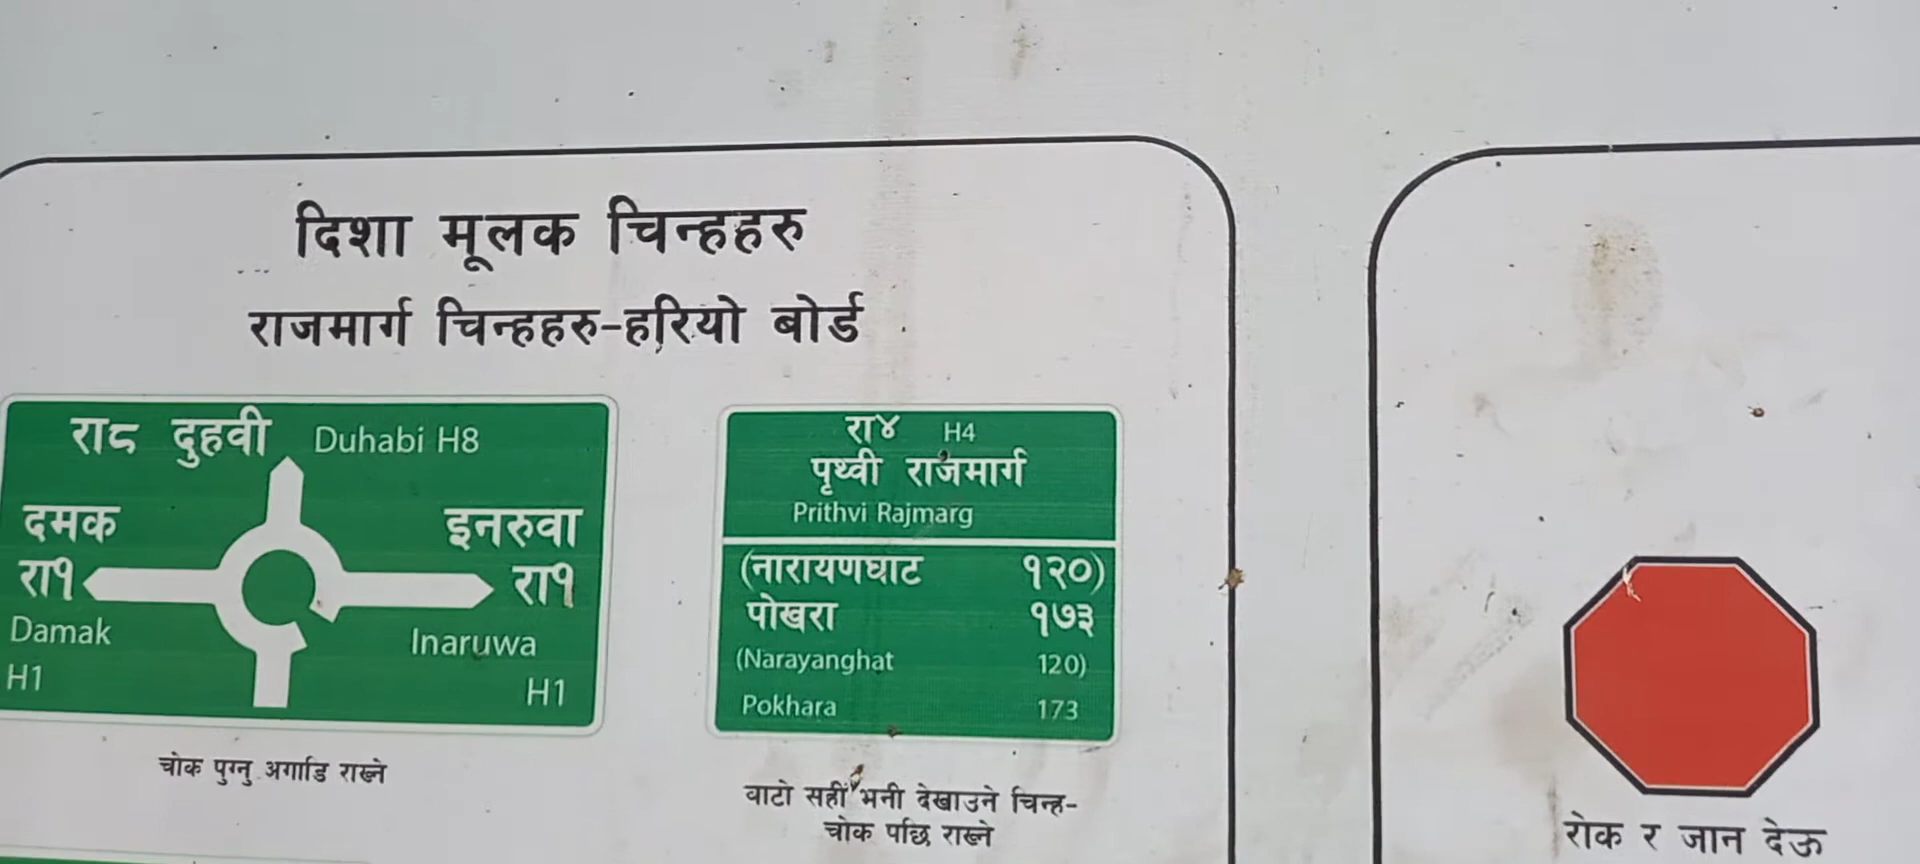 दिशा मूलक चिन्हहरु
राजमार्ग चिन्हहरु-हरियो बोर्ड
रा८ दुहवी Duhabi H8
दमक
रा१
Damak
H1
इनरुवा
रा१
Inaruwa
H1
चोक पुग्नु अगाडि राख्ने
रा४ H4
पृथ्वी राजमार्ग
Prithvi Rajmarg
(नारायणघाट १२०)
पोखरा १७३
(Narayanghat 120)
Pokhara 173
वाटो सहीँ भनी देखाउने चिन्ह-
चोक पछि राख्ने
रोक र जान देऊ